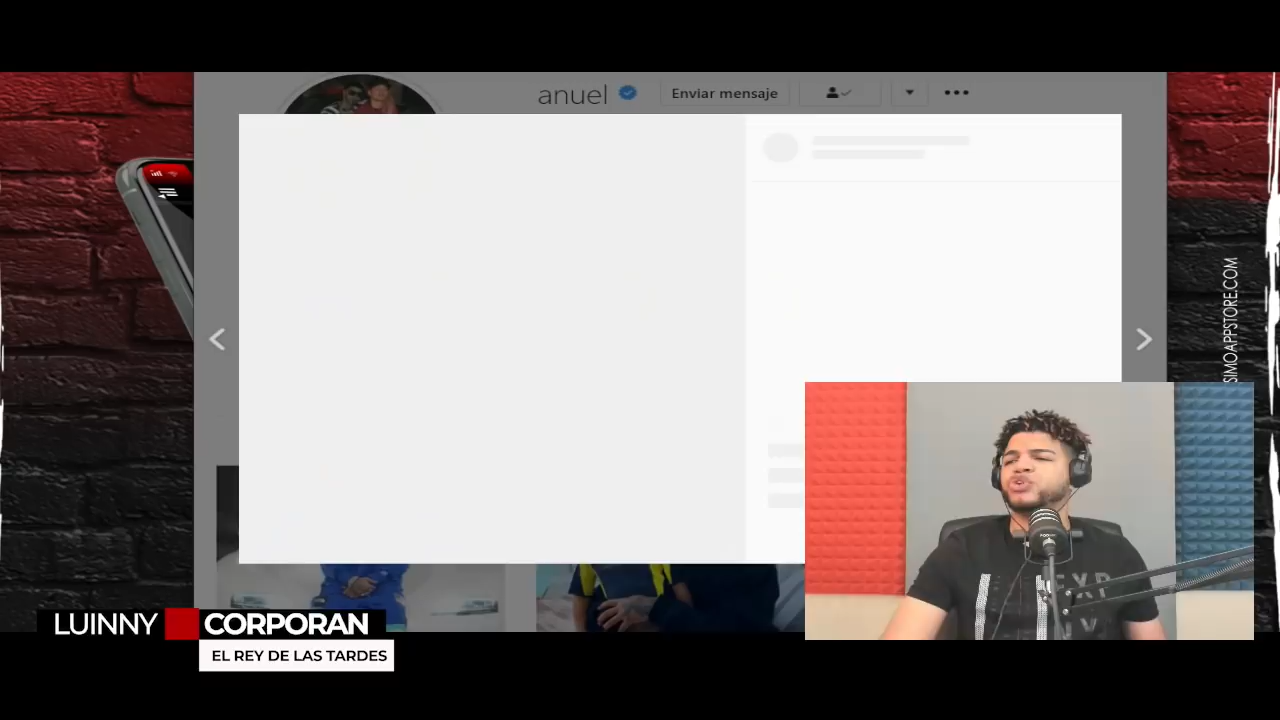 anuel
Enviar mensaje
SIMOAPPSTORE.COM
LUINNY CORPORAN
EL REY DE LAS TARDES